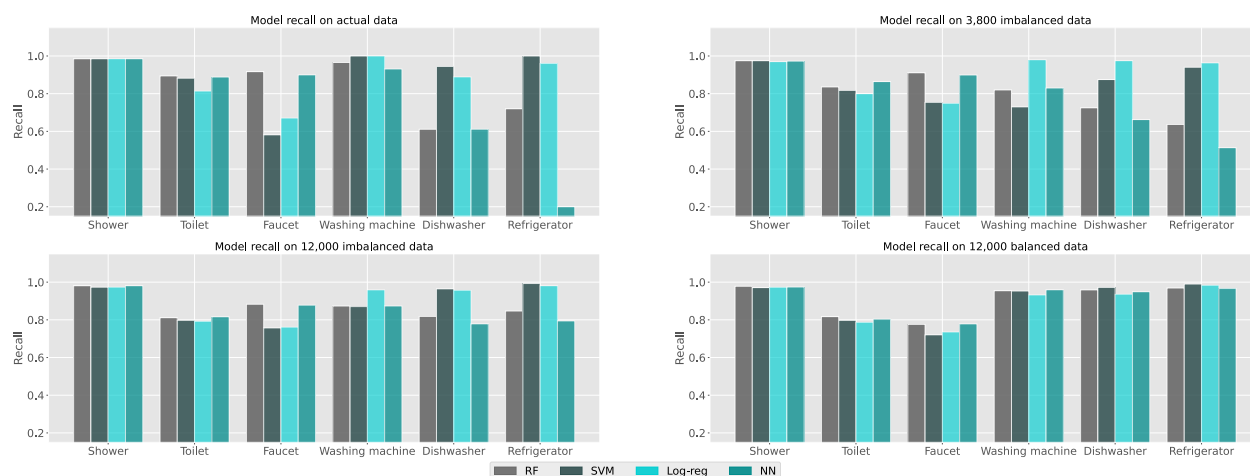 Model recall on actual data
Recall
1.0
0.8
0.6
0.4
0.2
Shower Toilet Faucet Washing machine Dishwasher Refrigerator
Model recall on 3,800 imbalanced data
Recall
1.0
0.8
0.6
0.4
0.2
Shower Toilet Faucet Washing machine Dishwasher Refrigerator
Model recall on 12,000 imbalanced data
Recall
1.0
0.8
0.6
0.4
0.2
Shower Toilet Faucet Washing machine Dishwasher Refrigerator
Model recall on 12,000 balanced data
Recall
1.0
0.8
0.6
0.4
0.2
Shower Toilet Faucet Washing machine Dishwasher Refrigerator
RF SVM Log-reg NN